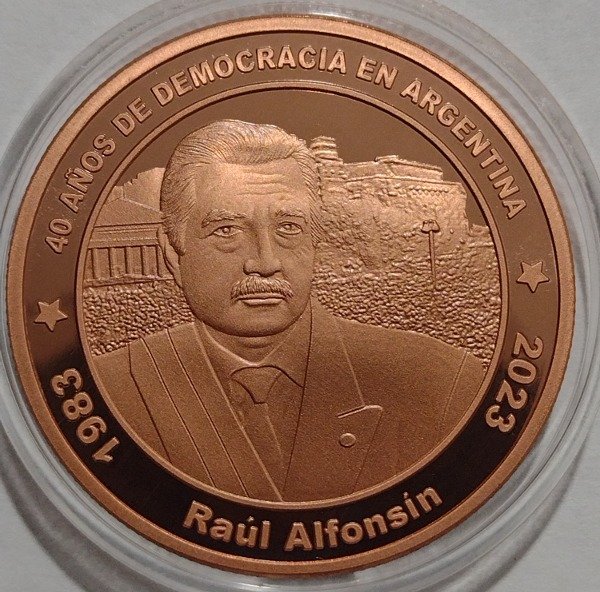 40 AÑOS DE DEMOCRACIA EN ARGENTINA
1983
2023
Raúl Alfonsín